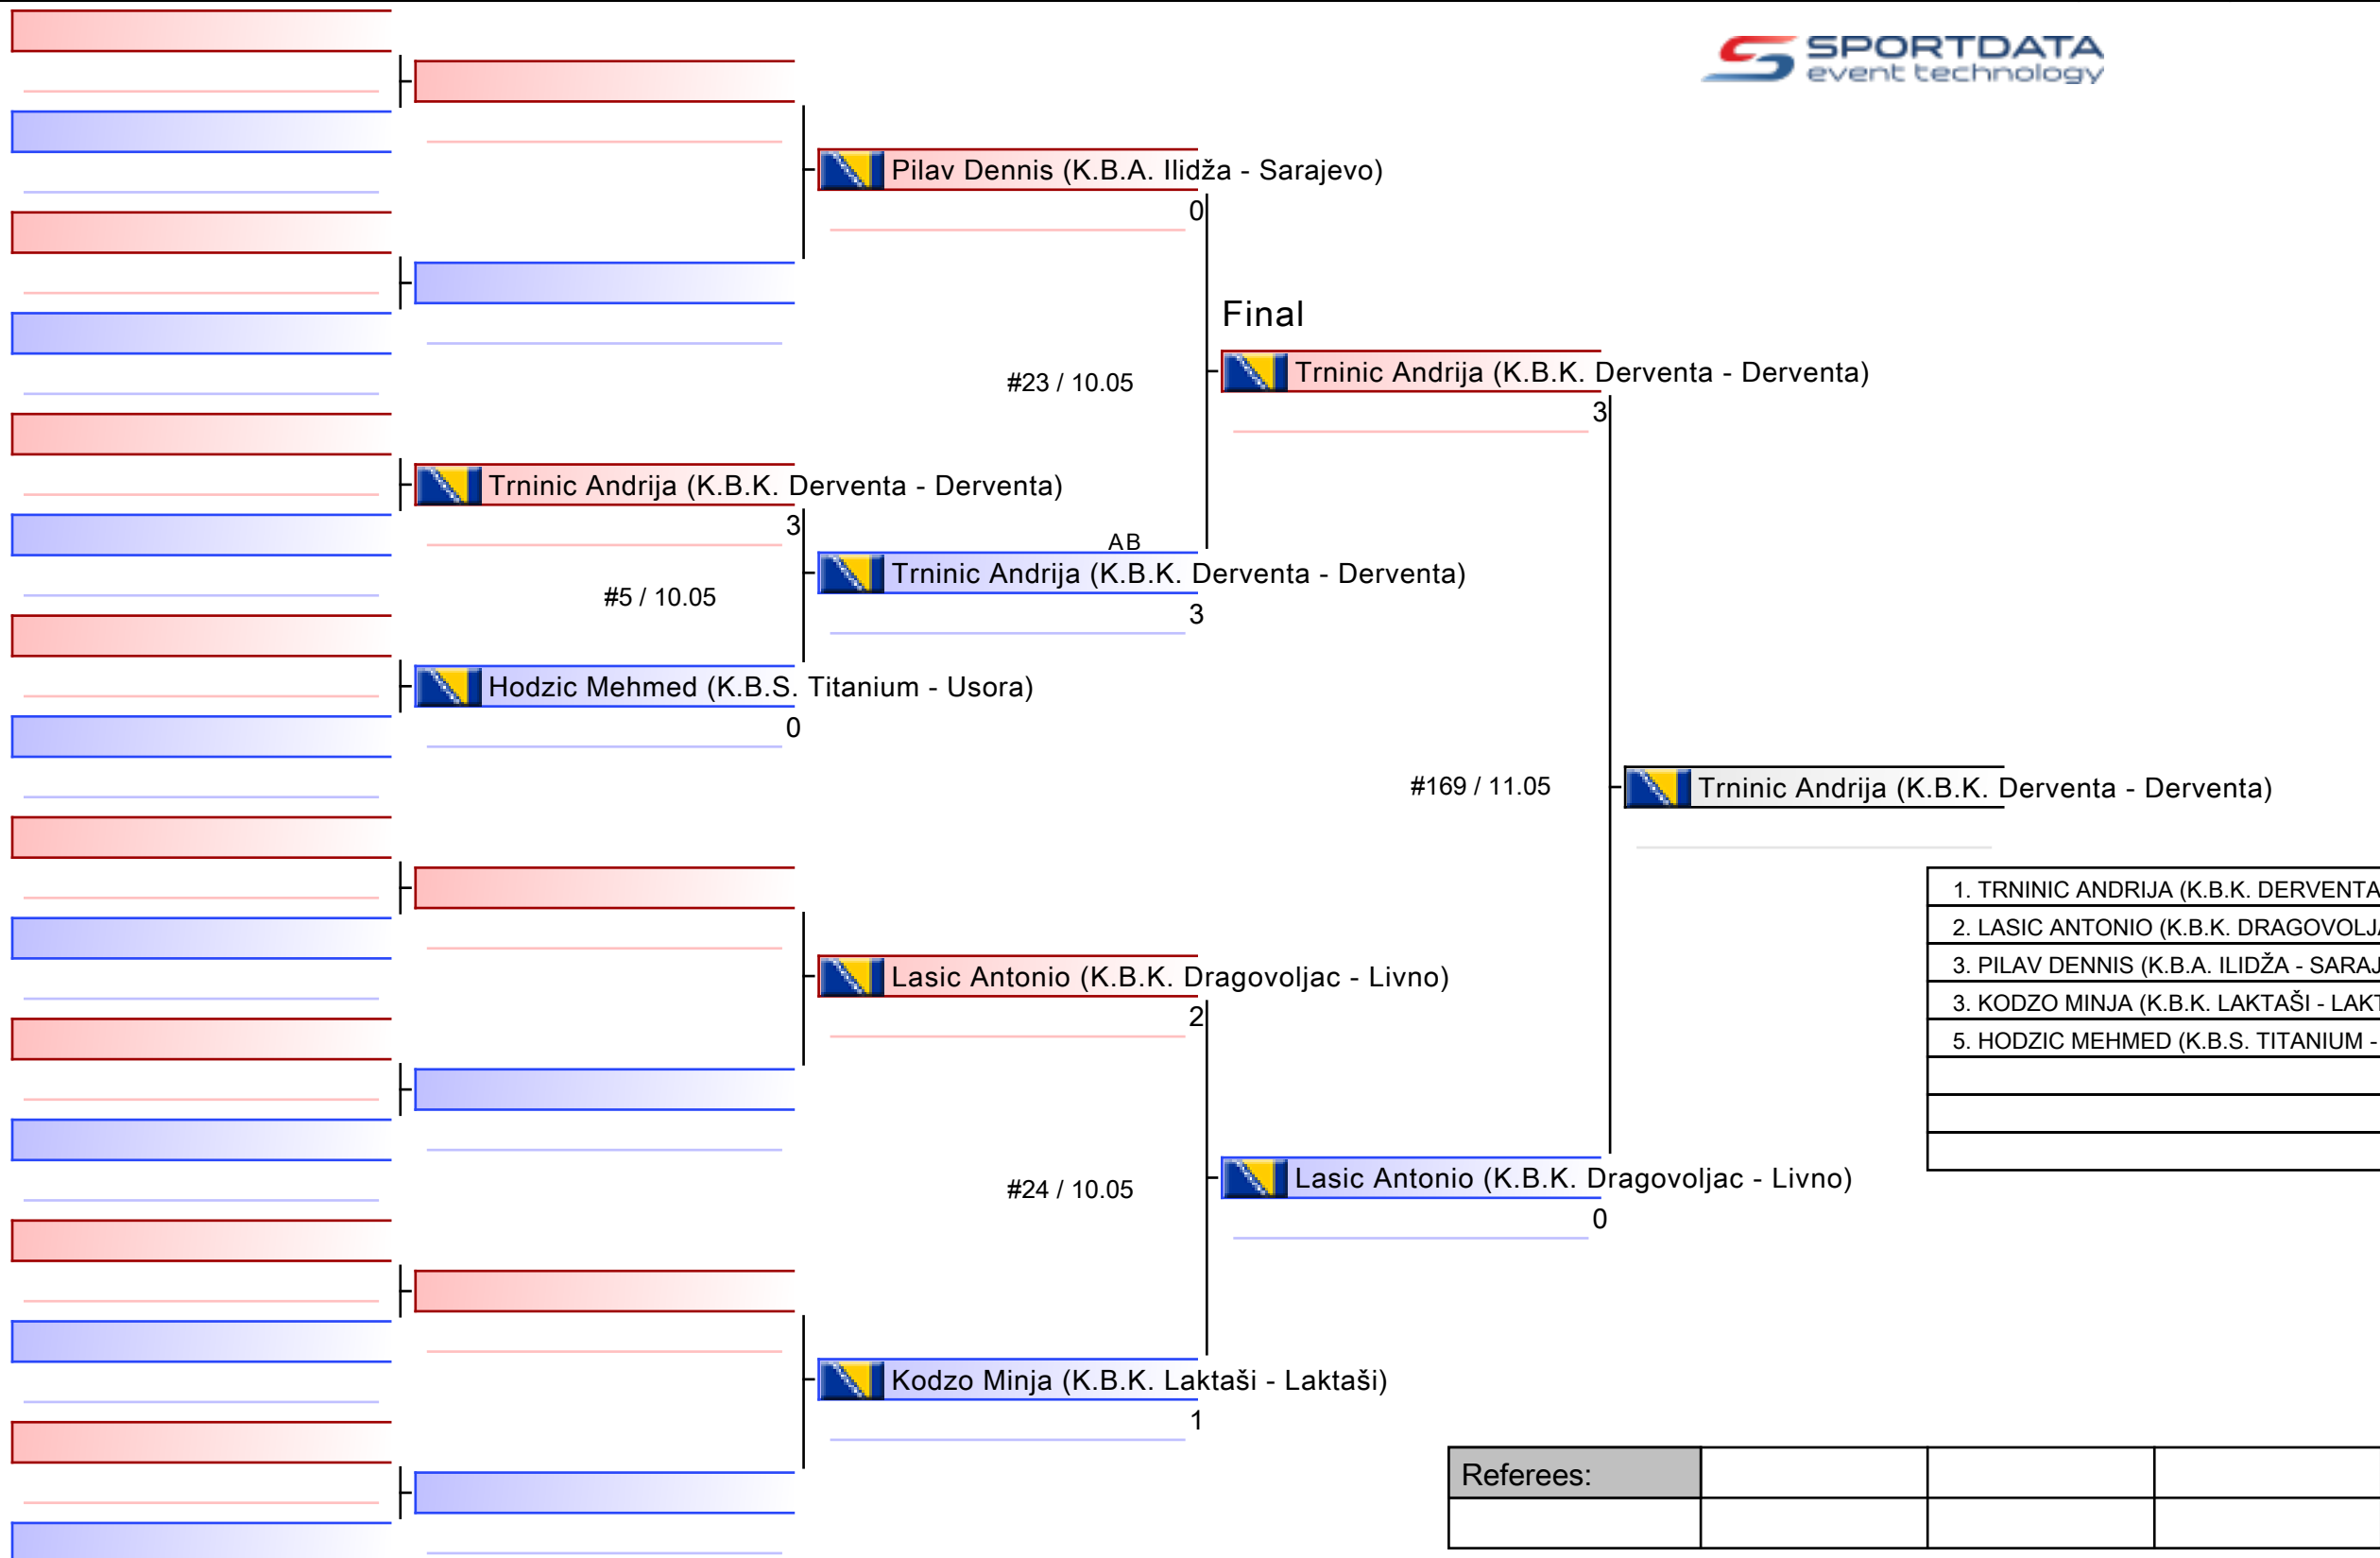 SPORTDATA
event technology
Pilav Dennis (K.B.A. Ilidža - Sarajevo)
0
Final
#23 / 10.05
Trninic Andrija (K.B.K. Derventa - Derventa)
3
Trninic Andrija (K.B.K. Derventa - Derventa)
3
AB
Trninic Andrija (K.B.K. Derventa - Derventa)
#5 / 10.05
3
Hodzic Mehmed (K.B.S. Titanium - Usora)
0
#169 / 11.05
Trninic Andrija (K.B.K. Derventa - Derventa)
1. TRNINIC ANDRIJA (K.B.K. DERVENTA
2. LASIC ANTONIO (K.B.K. DRAGOVOLJA
3. PILAV DENNIS (K.B.A. ILIDŽA - SARAJ
3. KODZO MINJA (K.B.K. LAKTAŠI - LAKT
5. HODZIC MEHMED (K.B.S. TITANIUM -
Lasic Antonio (K.B.K. Dragovoljac - Livno)
2
#24 / 10.05
Lasic Antonio (K.B.K. Dragovoljac - Livno)
0
Kodzo Minja (K.B.K. Laktaši - Laktaši)
1
Referees: